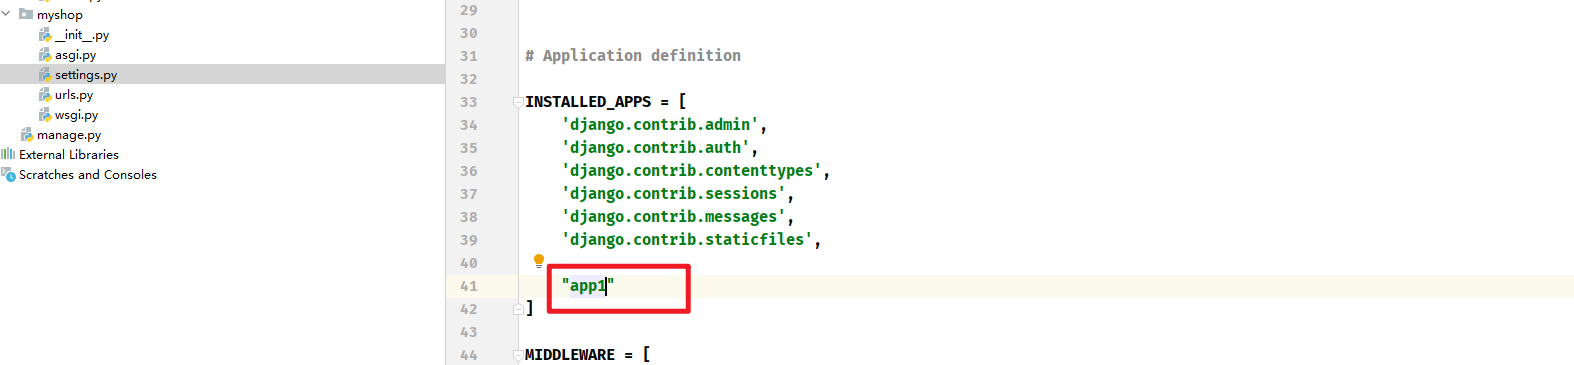 myshop
__init__.py
asgi.py
settings.py
urls.py
wsgi.py
manage.py
External Libraries
Scratches and Consoles
29
30
31 # Application definition
32
33 INSTALLED_APPS = [
34 'django.contrib.admin',
35 'django.contrib.auth',
36 'django.contrib.contenttypes',
37 'django.contrib.sessions',
38 'django.contrib.messages',
39 'django.contrib.staticfiles',
40
41 "app1"
42 ]
43
44 MIDDLEWARE = [